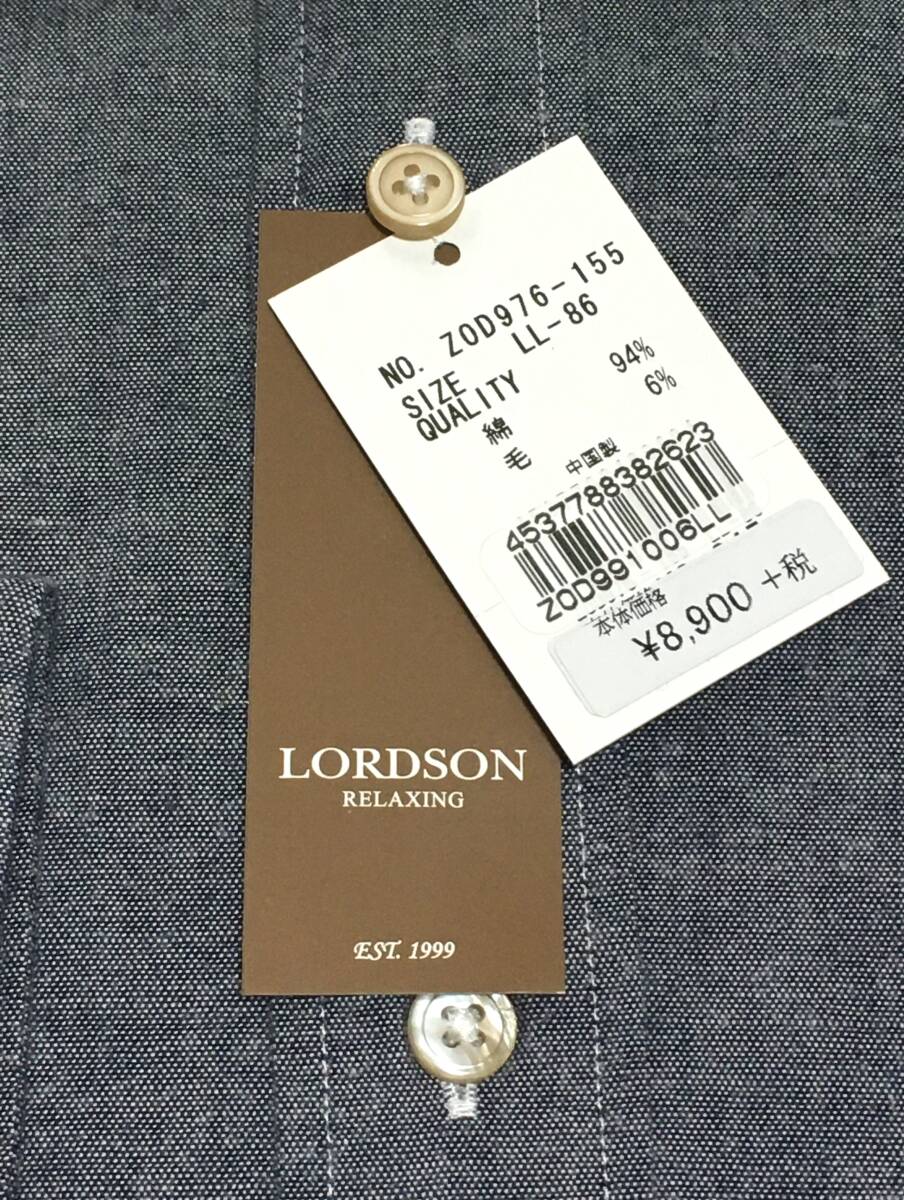 NO. ZOD976-155
SIZE LL-86
QUALITY
綿 94%
毛 6%
中国製
4537788382623
ZOD991006LL
本体価格
¥8,900 +税
LORDSON
RELAXING
EST. 1999